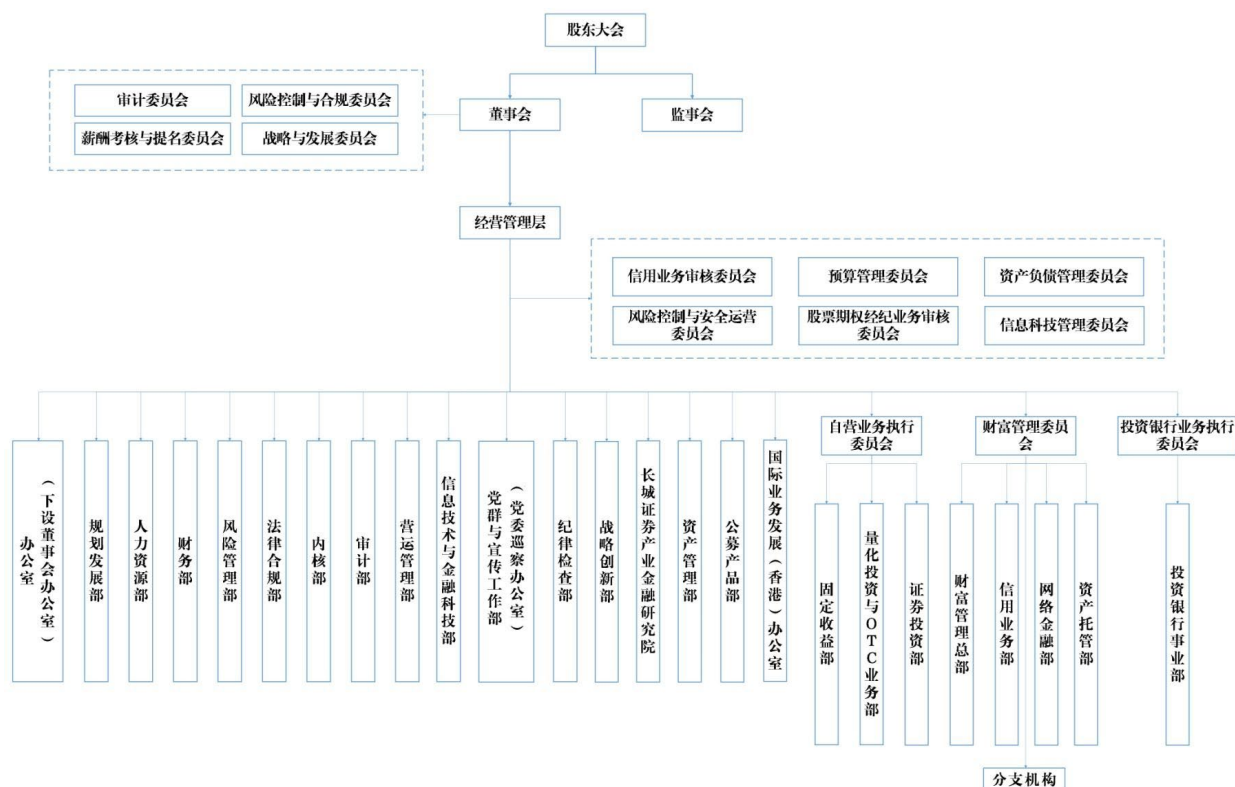 股东大会
审计委员会
风险控制与合规委员会
薪酬考核与提名委员会
战略与发展委员会
董事会
监事会
经营管理层
信用业务审核委员会
预算管理委员会
资产负债管理委员会
风险控制与安全运营
委员会
股票期权经纪业务审核
委员会
信息科技管理委员会
自营业务执行
委员会
财富管理委员
会
投资银行业务执行
委员会
(下设董事会办公室)
办公室
规划发展部
人力资源部
财务部
风险管理部
法律合规部
内核部
审计部
营运管理部
信息技术与金融科技部
(党委巡察办公室)
党群与宣传工作部
纪律检查部
战略创新部
长城证券产业金融研究院
资产管理部
公募产品部
国际业务发展(香港)办公室
固定收益部
量化投资与OTC业务部
证券投资部
财富管理总部
信用业务部
网络金融部
资产托管部
投资银行事业部
分支机构